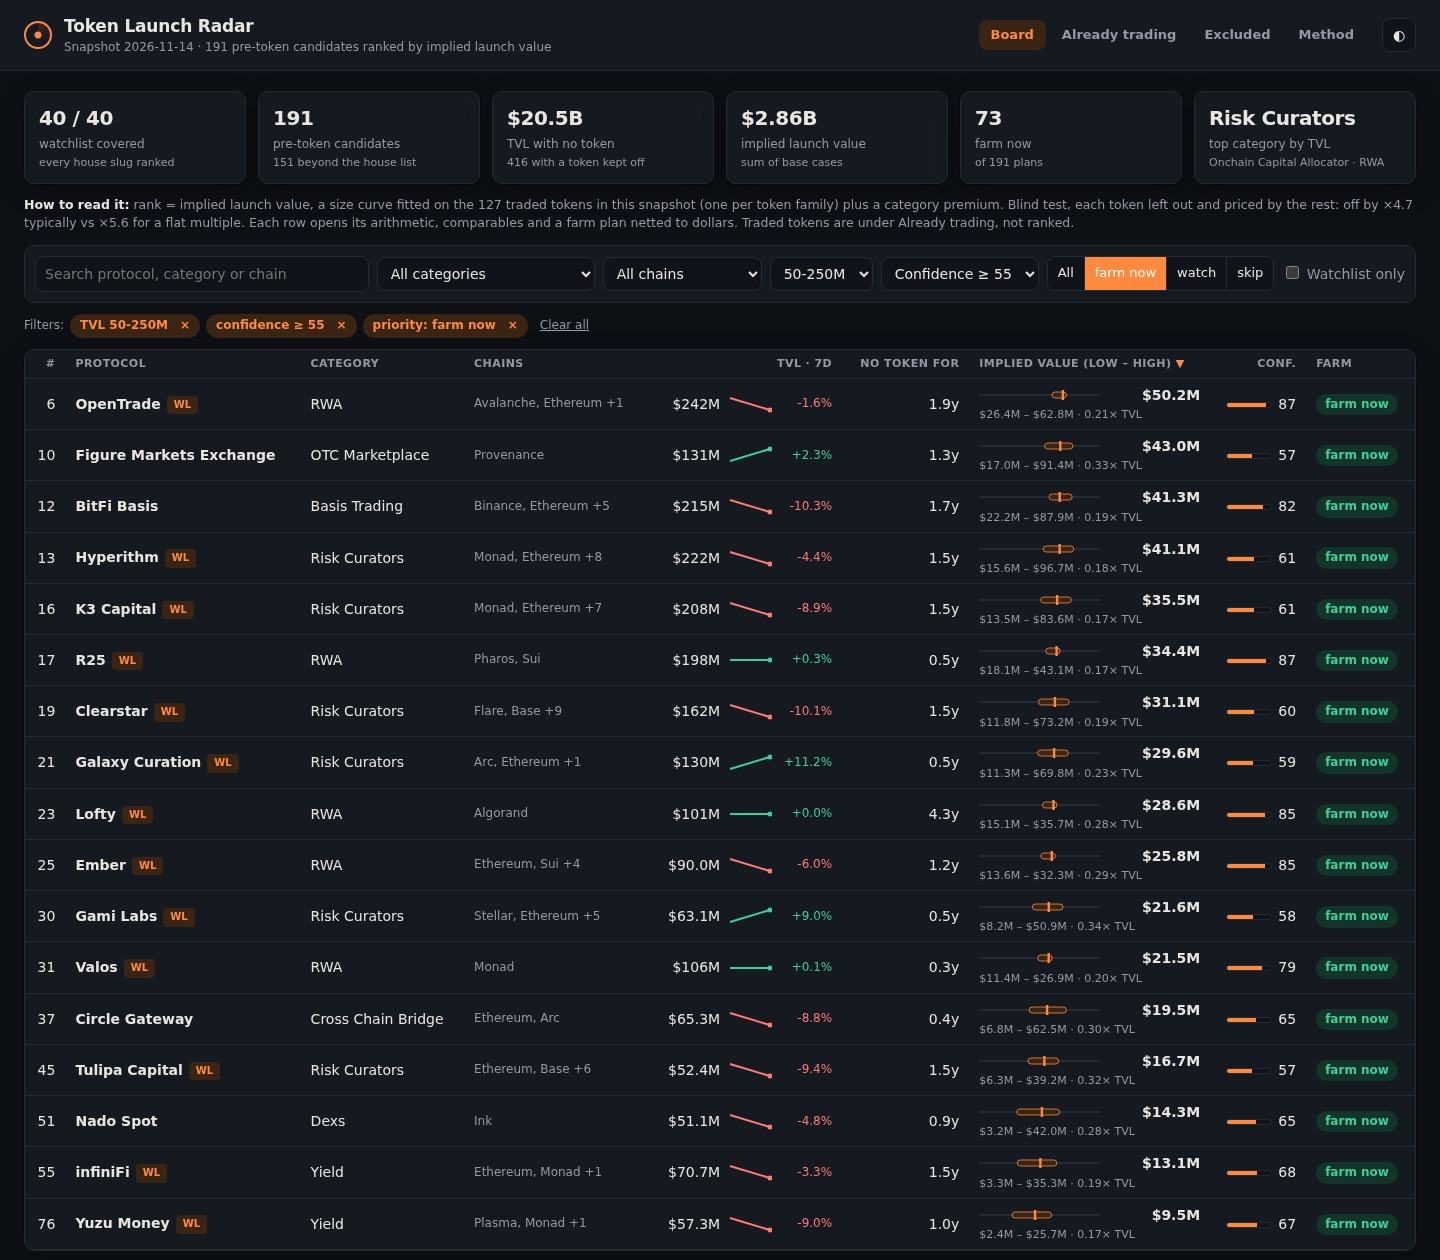 Token Launch Radar
Snapshot 2026-11-14 · 191 pre-token candidates ranked by implied launch value
Board Already trading Excluded Method
40 / 40
watchlist covered
every house slug ranked
191
pre-token candidates
151 beyond the house list
$20.5B
TVL with no token
416 with a token kept off
$2.86B
implied launch value
sum of base cases
73
farm now
of 191 plans
Risk Curators
top category by TVL
Onchain Capital Allocator · RWA
How to read it: rank = implied launch value, a size curve fitted on the 127 traded tokens in this snapshot (one per token family) plus a category premium. Blind test, each token left out and priced by the rest: off by ×4.7
typically vs ×5.6 for a flat multiple. Each row opens its arithmetic, comparables and a farm plan netted to dollars. Traded tokens are under Already trading, not ranked.
Search protocol, category or chain All categories All chains 50-250M Confidence ≥ 55 All farm now watch skip Watchlist only
Filters: TVL 50-250M × confidence ≥ 55 × priority: farm now × Clear all
# PROTOCOL CATEGORY CHAINS TVL · 7D NO TOKEN FOR IMPLIED VALUE (LOW – HIGH) ▼ CONF. FARM
6 OpenTrade WL RWA Avalanche, Ethereum +1 $242M -1.6% 1.9y $50.2M 87 farm now
$26.4M – $62.8M · 0.21× TVL
10 Figure Markets Exchange OTC Marketplace Provenance $131M +2.3% 1.3y $43.0M 57 farm now
$17.0M – $91.4M · 0.33× TVL
12 BitFi Basis Basis Trading Binance, Ethereum +5 $215M -10.3% 1.7y $41.3M 82 farm now
$22.2M – $87.9M · 0.19× TVL
13 Hyperithm WL Risk Curators Monad, Ethereum +8 $222M -4.4% 1.5y $41.1M 61 farm now
$15.6M – $96.7M · 0.18× TVL
16 K3 Capital WL Risk Curators Monad, Ethereum +7 $208M -8.9% 1.5y $35.5M 61 farm now
$13.5M – $83.6M · 0.17× TVL
17 R25 WL RWA Pharos, Sui $198M +0.3% 0.5y $34.4M 87 farm now
$18.1M – $43.1M · 0.17× TVL
19 Clearstar WL Risk Curators Flare, Base +9 $162M -10.1% 1.5y $31.1M 60 farm now
$11.8M – $73.2M · 0.19× TVL
21 Galaxy Curation WL Risk Curators Arc, Ethereum +1 $130M +11.2% 0.5y $29.6M 59 farm now
$11.3M – $69.8M · 0.23× TVL
23 Lofty WL RWA Algorand $101M +0.0% 4.3y $28.6M 85 farm now
$15.1M – $35.7M · 0.28× TVL
25 Ember WL RWA Ethereum, Sui +4 $90.0M -6.0% 1.2y $25.8M 85 farm now
$13.6M – $32.3M · 0.29× TVL
30 Gami Labs WL Risk Curators Stellar, Ethereum +5 $63.1M +9.0% 0.5y $21.6M 58 farm now
$8.2M – $50.9M · 0.34× TVL
31 Valos WL RWA Monad $106M +0.1% 0.3y $21.5M 79 farm now
$11.4M – $26.9M · 0.20× TVL
37 Circle Gateway Cross Chain Bridge Ethereum, Arc $65.3M -8.8% 0.4y $19.5M 65 farm now
$6.8M – $62.5M · 0.30× TVL
45 Tulipa Capital WL Risk Curators Ethereum, Base +6 $52.4M -9.4% 1.5y $16.7M 57 farm now
$6.3M – $39.2M · 0.32× TVL
51 Nado Spot Dexs Ink $51.1M -4.8% 0.9y $14.3M 65 farm now
$3.2M – $42.0M · 0.28× TVL
55 infiniFi WL Yield Ethereum, Monad +1 $70.7M -3.3% 1.5y $13.1M 68 farm now
$3.3M – $35.3M · 0.19× TVL
76 Yuzu Money WL Yield Plasma, Monad +1 $57.3M -9.0% 1.0y $9.5M 67 farm now
$2.4M – $25.7M · 0.17× TVL